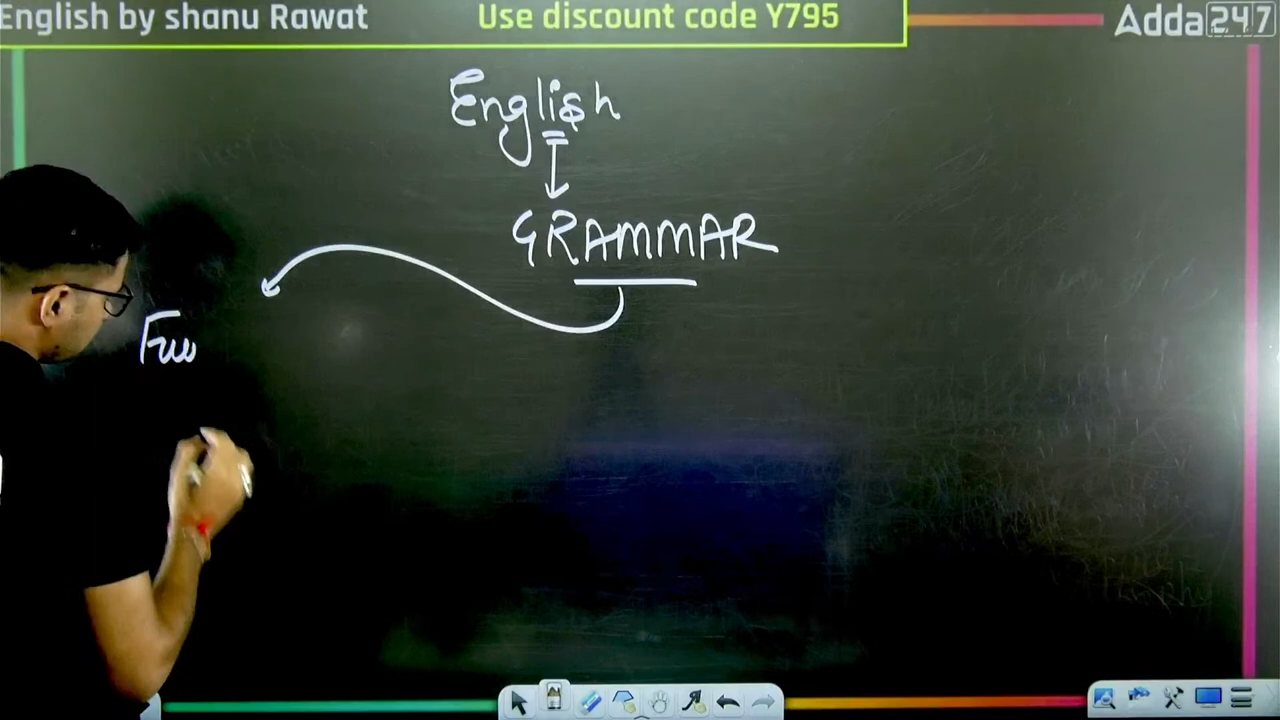 English by shanu Rawat
Use discount code Y795
Adda247
English
GRAMMAR